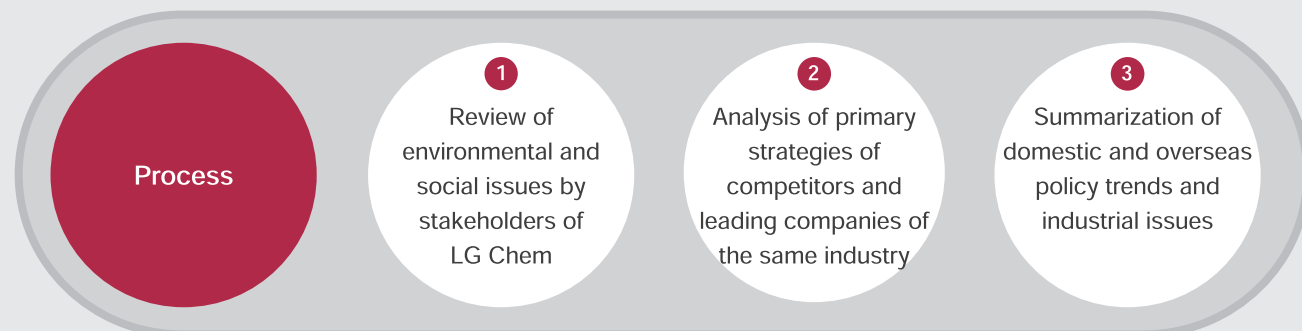 Process
1
Review of
environmental and
social issues by
stakeholders of
LG Chem
2
Analysis of primary
strategies of
competitors and
leading companies of
the same industry
3
Summarization of
domestic and overseas
policy trends and
industrial issues